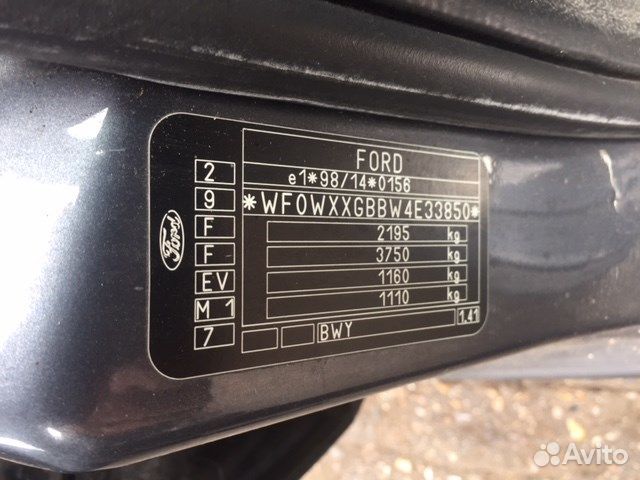 FORD
e1*98/14*0156
*WF0WXXGBBW4E33850*
2195 kg
3750 kg
1160 kg
1110 kg
BWY 1.41
2
9
F
F
EV
M 1
7
Ford
Avito